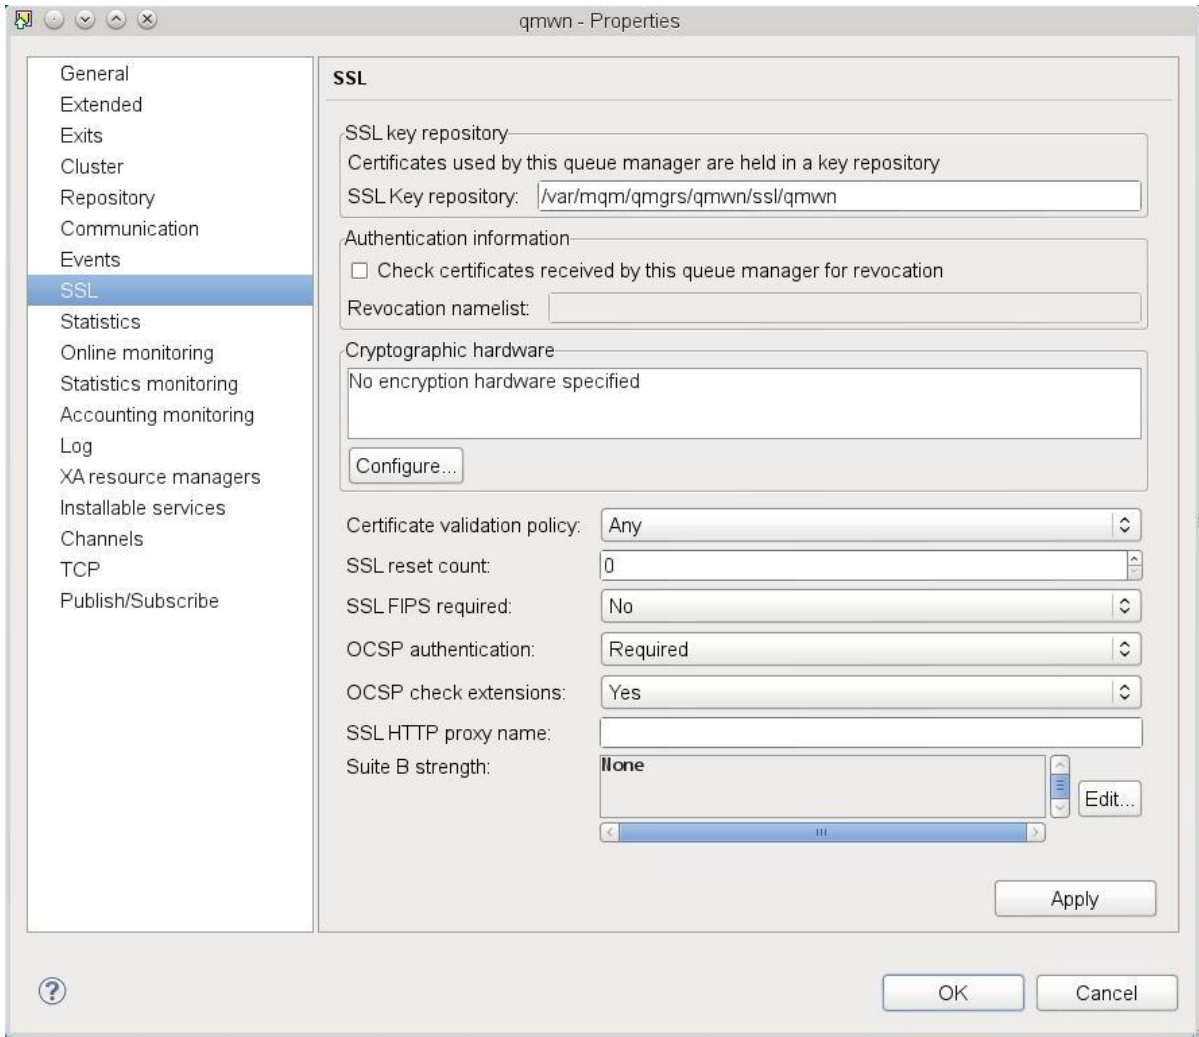 qmwn - Properties
General
Extended
Exits
Cluster
Repository
Communication
Events
SSL
Statistics
Online monitoring
Statistics monitoring
Accounting monitoring
Log
XA resource managers
Installable services
Channels
TCP
Publish/Subscribe
SSL
SSL key repository
Certificates used by this queue manager are held in a key repository
SSL Key repository: /var/mqm/qmgrs/qmwn/ssl/qmwn
Authentication information
Check certificates received by this queue manager for revocation
Revocation namelist:
Cryptographic hardware
No encryption hardware specified
Configure...
Certificate validation policy: Any
SSL reset count: 0
SSL FIPS required: No
OCSP authentication: Required
OCSP check extensions: Yes
SSL HTTP proxy name:
Suite B strength: None
Edit...
Apply
?
OK Cancel